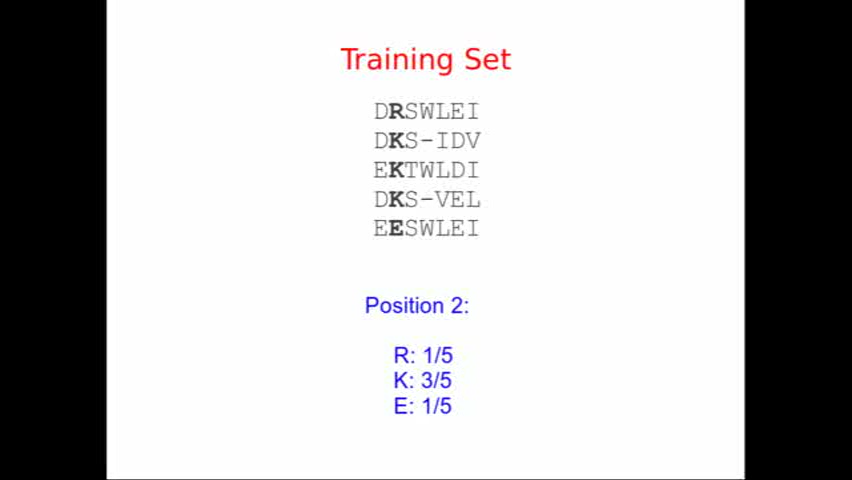 Training Set
DRSWLEI
DKS-IDV
EKTWLDI
DKS-VEL
EESWLEI
Position 2:
R: 1/5
K: 3/5
E: 1/5